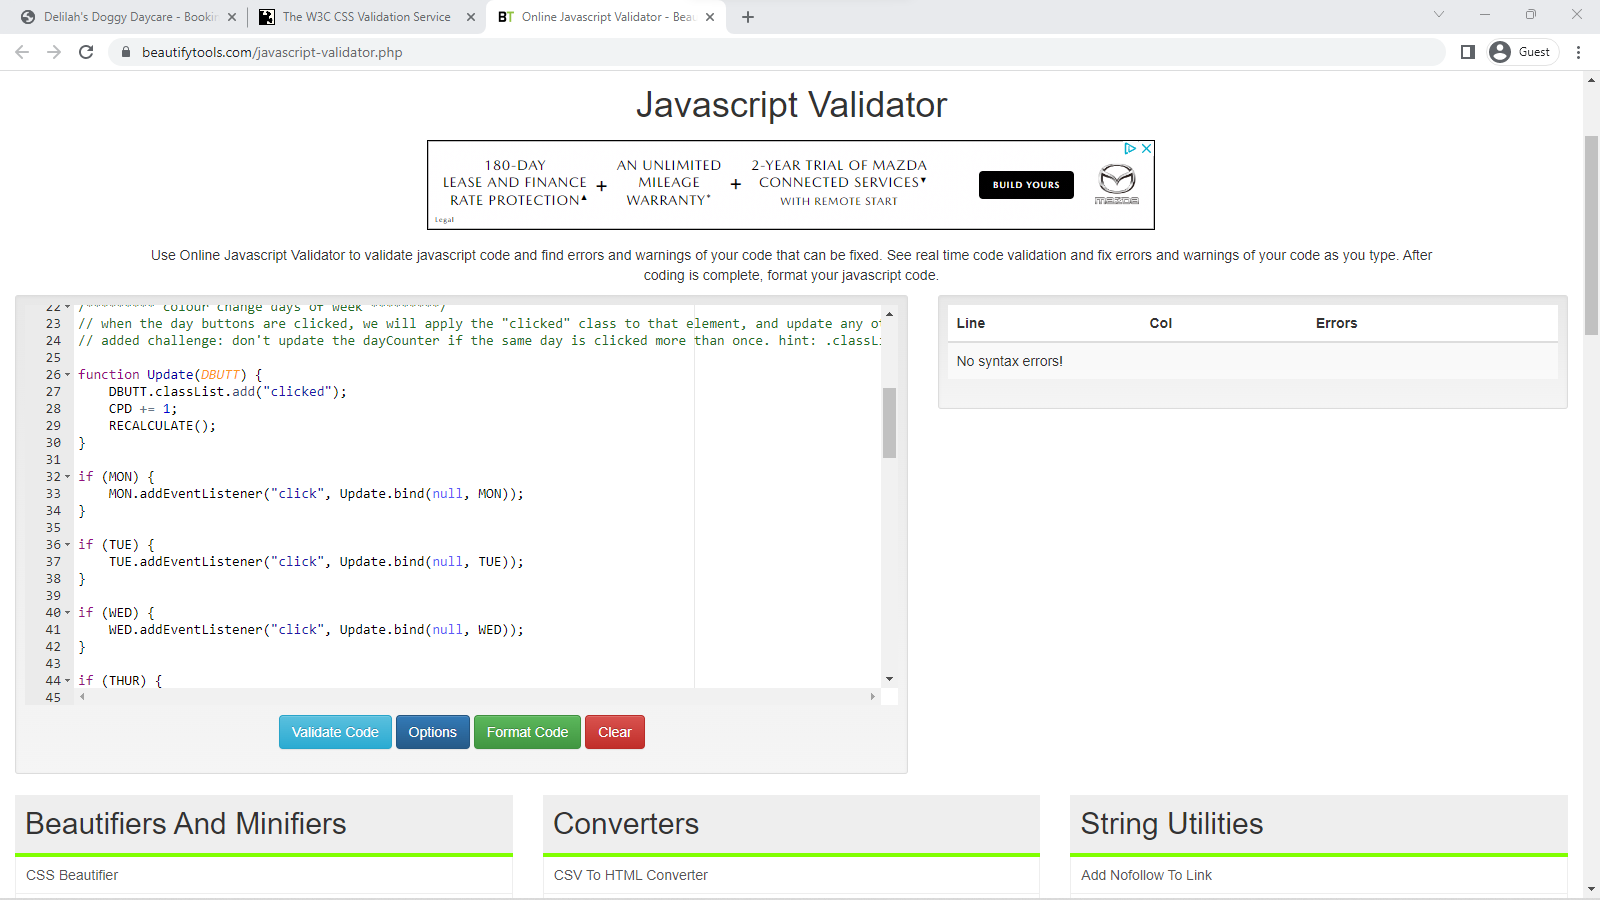 Delilah's Doggy Daycare - Bookin
The W3C CSS Validation Service
BT Online Javascript Validator - Beau
beautifytools.com/javascript-validator.php
Guest
Javascript Validator
180-DAY
LEASE AND FINANCE
RATE PROTECTION▲
+
AN UNLIMITED
MILEAGE
WARRANTY*
+
2-YEAR TRIAL OF MAZDA
CONNECTED SERVICES▼
WITH REMOTE START
BUILD YOURS
mazda
Legal
Use Online Javascript Validator to validate javascript code and find errors and warnings of your code that can be fixed. See real time code validation and fix errors and warnings of your code as you type. After
coding is complete, format your javascript code.
22 /********* colour change days of week *********/
23 // when the day buttons are clicked, we will apply the "clicked" class to that element, and update any o
24 // added challenge: don't update the dayCounter if the same day is clicked more than once. hint: .classL
25
26 function Update(DBUTT) {
27     DBUTT.classList.add("clicked");
28     CPD += 1;
29     RECALCULATE();
30 }
31
32 if (MON) {
33     MON.addEventListener("click", Update.bind(null, MON));
34 }
35
36 if (TUE) {
37     TUE.addEventListener("click", Update.bind(null, TUE));
38 }
39
40 if (WED) {
41     WED.addEventListener("click", Update.bind(null, WED));
42 }
43
44 if (THUR) {
45
Line Col Errors
No syntax errors!
Validate Code
Options
Format Code
Clear
Beautifiers And Minifiers
CSS Beautifier
Converters
CSV To HTML Converter
String Utilities
Add Nofollow To Link